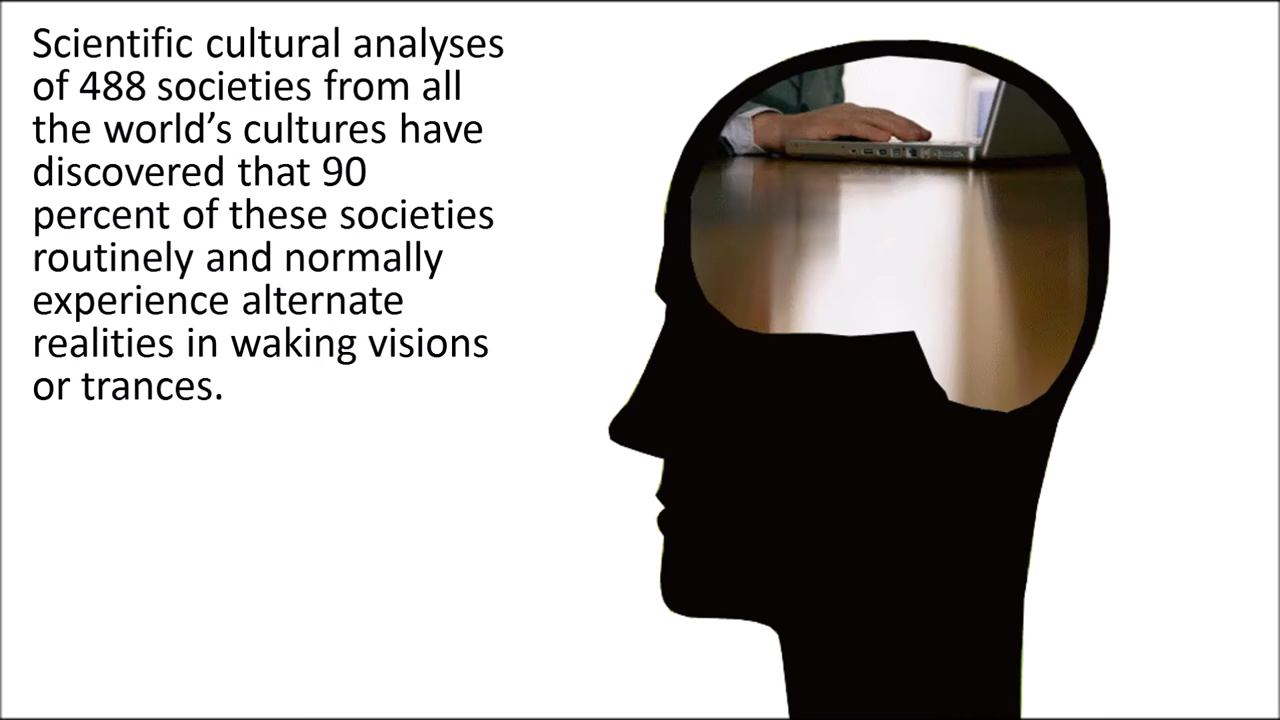 Scientific cultural analyses
of 488 societies from all
the world’s cultures have
discovered that 90
percent of these societies
routinely and normally
experience alternate
realities in waking visions
or trances.